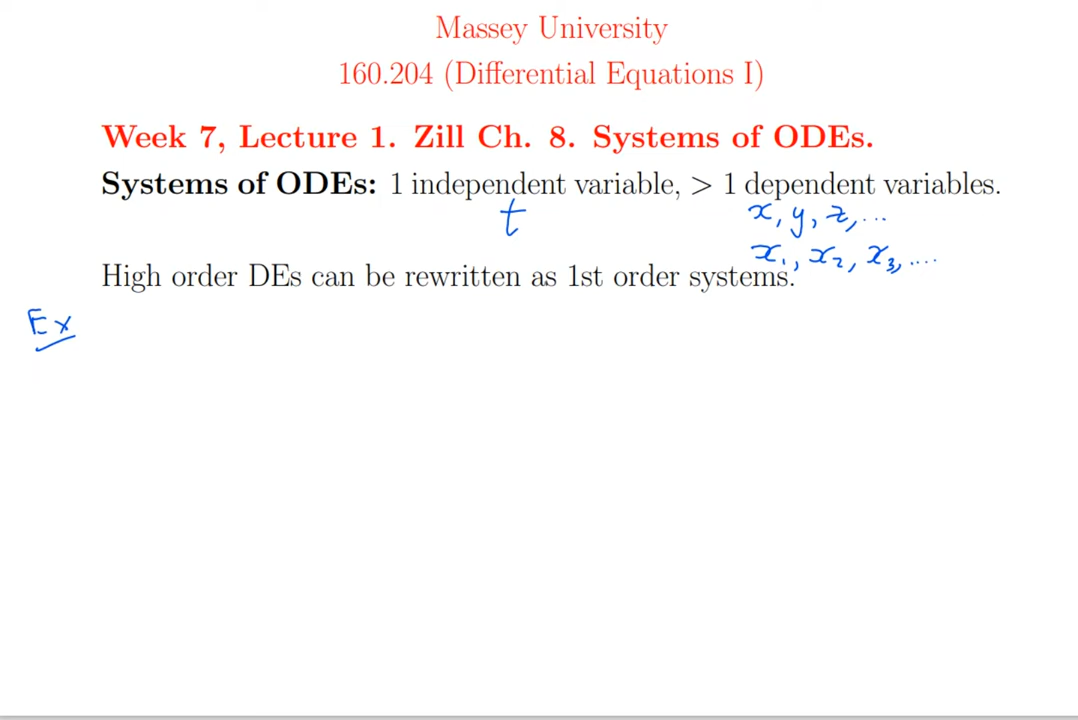 Massey University
160.204 (Differential Equations I)
Week 7, Lecture 1. Zill Ch. 8. Systems of ODEs.
Systems of ODEs: 1 independent variable, > 1 dependent variables.
t x, y, z, ...
x₁, x₂, x₃, ....
High order DEs can be rewritten as 1st order systems.
Ex